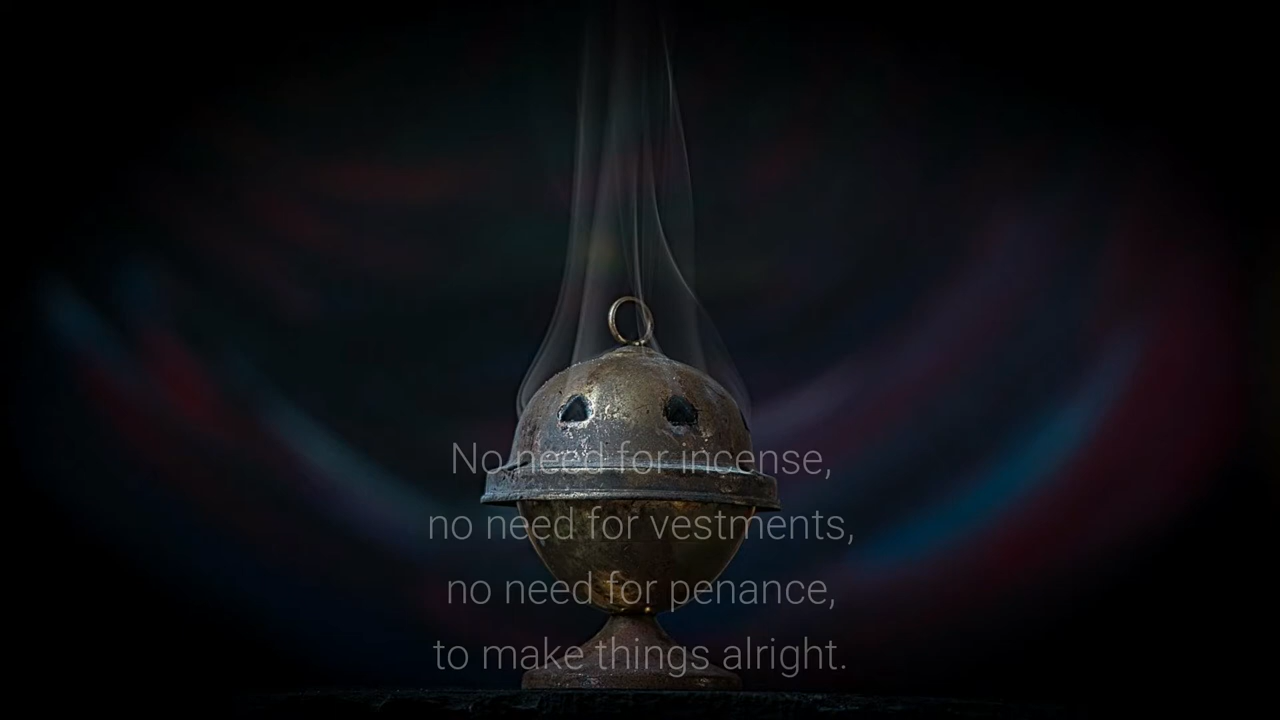 No need for incense,
no need for vestments,
no need for penance,
to make things alright.